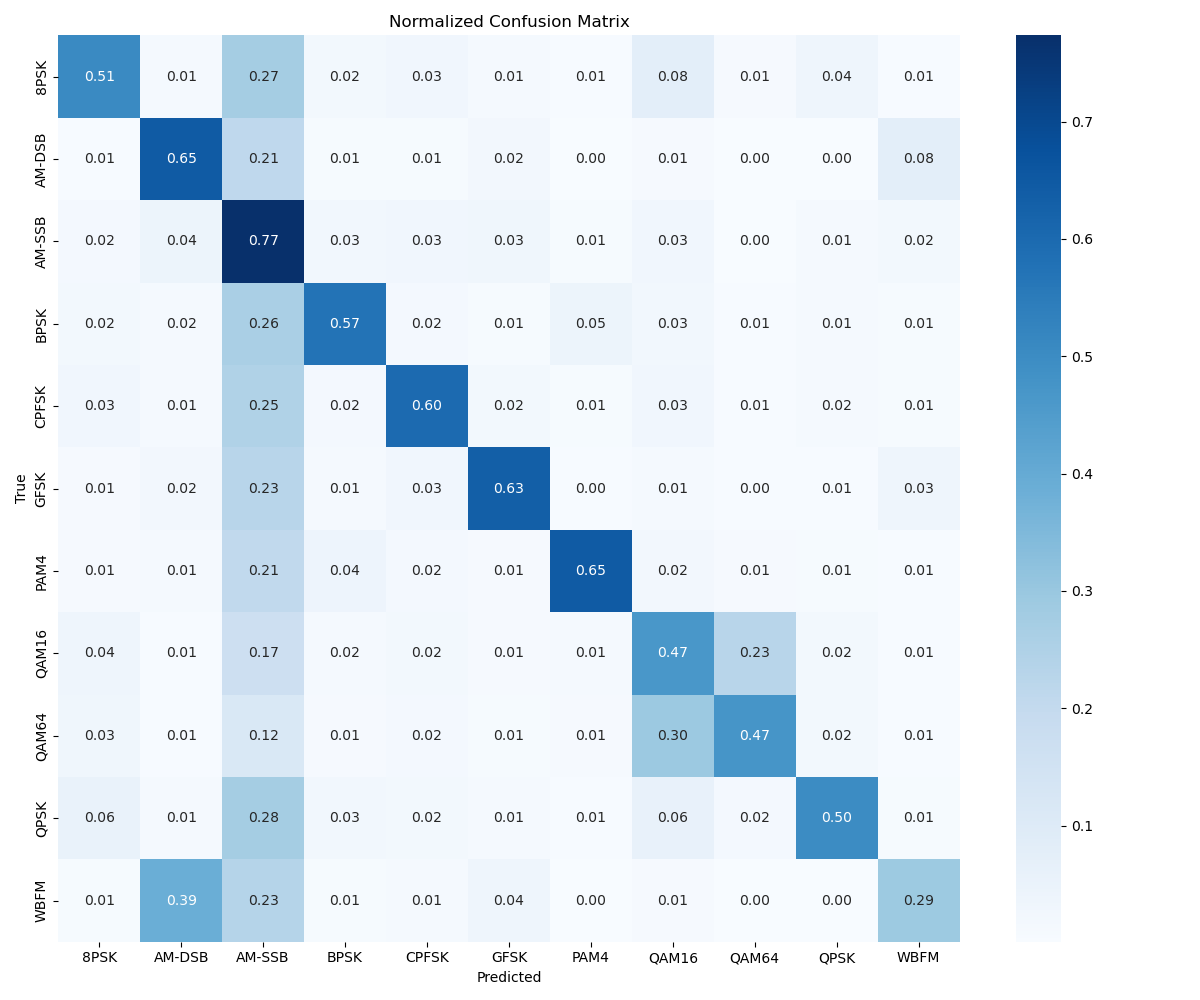 Normalized Confusion Matrix
True
8PSK 0.51 0.01 0.27 0.02 0.03 0.01 0.01 0.08 0.01 0.04 0.01
AM-DSB 0.01 0.65 0.21 0.01 0.01 0.02 0.00 0.01 0.00 0.00 0.08
AM-SSB 0.02 0.04 0.77 0.03 0.03 0.03 0.01 0.03 0.00 0.01 0.02
BPSK 0.02 0.02 0.26 0.57 0.02 0.01 0.05 0.03 0.01 0.01 0.01
CPFSK 0.03 0.01 0.25 0.02 0.60 0.02 0.01 0.03 0.01 0.02 0.01
GFSK 0.01 0.02 0.23 0.01 0.03 0.63 0.00 0.01 0.00 0.01 0.03
PAM4 0.01 0.01 0.21 0.04 0.02 0.01 0.65 0.02 0.01 0.01 0.01
QAM16 0.04 0.01 0.17 0.02 0.02 0.01 0.01 0.47 0.23 0.02 0.01
QAM64 0.03 0.01 0.12 0.01 0.02 0.01 0.01 0.30 0.47 0.02 0.01
QPSK 0.06 0.01 0.28 0.03 0.02 0.01 0.01 0.06 0.02 0.50 0.01
WBFM 0.01 0.39 0.23 0.01 0.01 0.04 0.00 0.01 0.00 0.00 0.29
8PSK AM-DSB AM-SSB BPSK CPFSK GFSK PAM4 QAM16 QAM64 QPSK WBFM
Predicted
0.7
0.6
0.5
0.4
0.3
0.2
0.1